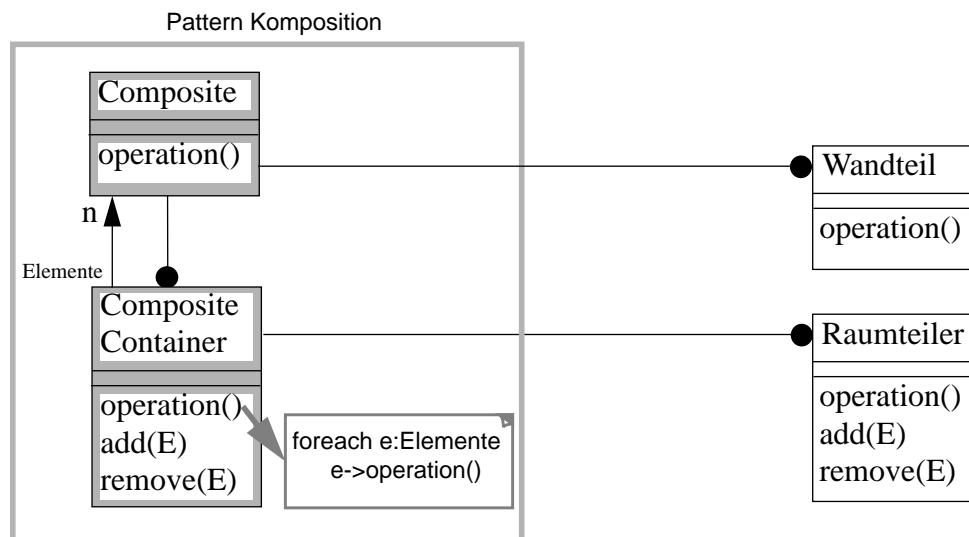 Pattern Komposition
Composite
operation()
n
Elemente
Composite
Container
operation()
add(E)
remove(E)
foreach e:Elemente
e->operation()
Wandteil
operation()
Raumteiler
operation()
add(E)
remove(E)